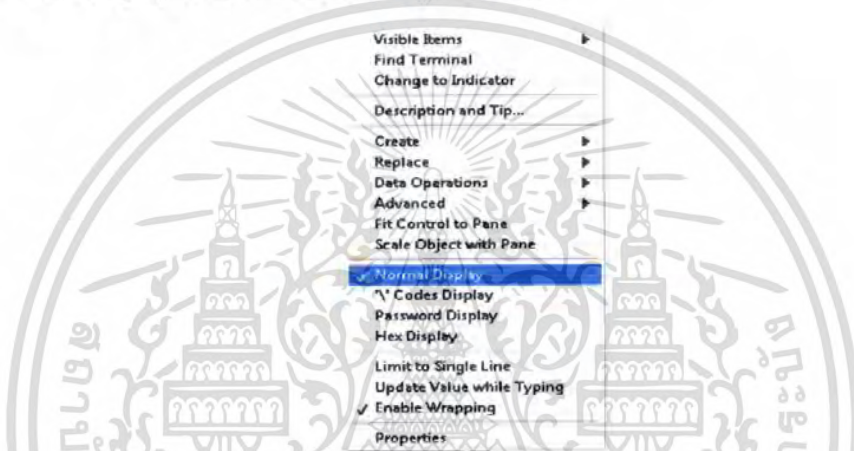 Visible Items
Find Terminal
Change to Indicator
Description and Tip...
Create
Replace
Data Operations
Advanced
Fit Control to Pane
Scale Object with Pane
Normal Display
'\' Codes Display
Password Display
Hex Display
Limit to Single Line
Update Value while Typing
Enable Wrapping
Properties